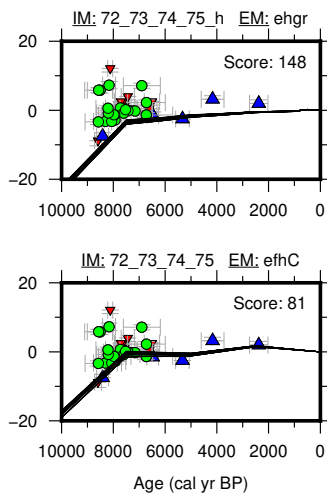 IM: 72_73_74_75_h EM: ehgr
20
Score: 148
0
−20
10000 8000 6000 4000 2000 0
IM: 72_73_74_75 EM: efhC
20
Score: 81
0
−20
10000 8000 6000 4000 2000 0
Age (cal yr BP)